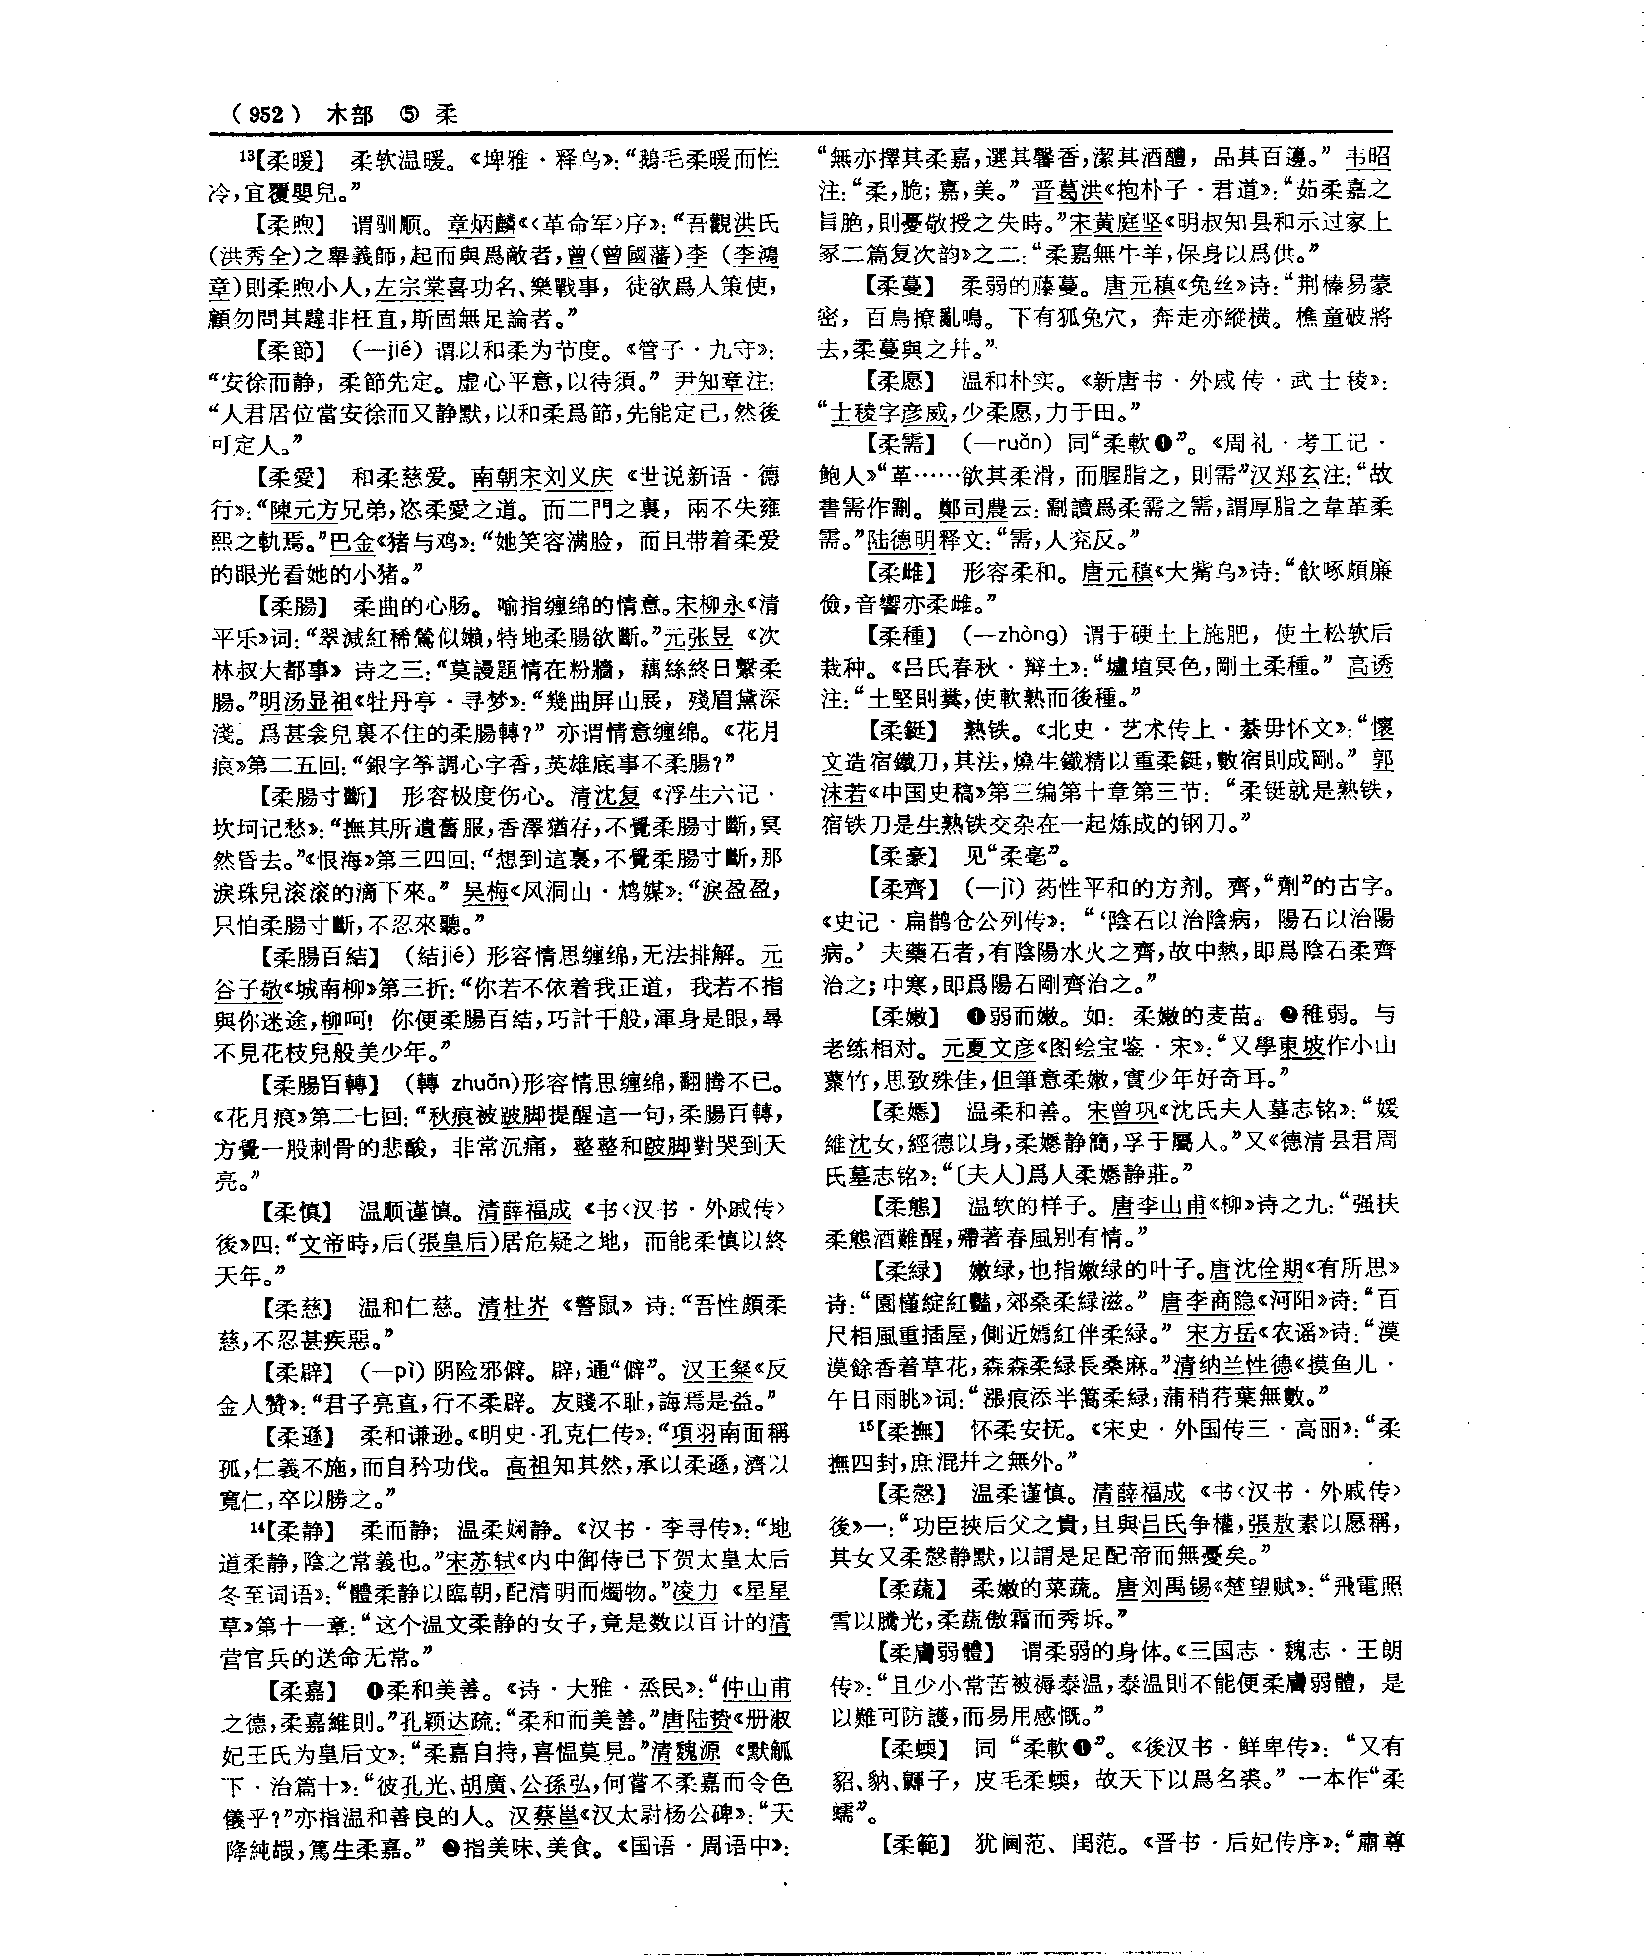 （952） 木部 ⑤ 柔
¹³【柔暖】 柔软温暖。《埤雅·释鸟》：“鵝毛柔暖而性
冷，宜覆嬰兒。”
【柔煦】 谓驯顺。章炳麟《〈革命军〉序》：“吾觀洪氏
（洪秀全）之舉義師，起而與爲敵者，曾（曾國藩）李（李鴻
章）則柔煦小人，左宗棠喜功名、樂戰事，徒欲爲人策使，
顧勿問其韙非枉直，斯固無足論者。”
【柔節】 （—jié）谓以和柔为节度。《管子·九守》：
“安徐而静，柔節先定。虚心平意，以待須。”尹知章注：
“人君居位當安徐而又静默，以和柔爲節，先能定己，然後
可定人。”
【柔愛】 和柔慈爱。南朝宋刘义庆《世说新语·德
行》：“陳元方兄弟，恣柔愛之道。而二門之裏，兩不失雍
熙之軌焉。”巴金《猪与鸡》：“她笑容满脸，而且带着柔爱
的眼光看她的小猪。”
【柔腸】 柔曲的心肠。喻指缠绵的情意。宋柳永《清
平乐》词：“翠減紅稀鶯似嬾，特地柔腸欲斷。”元张昱《次
林叔大都事》诗之三：“莫謾题情在粉牆，藕絲終日繫柔
腸。”明汤显祖《牡丹亭·寻梦》：“幾曲屏山展，殘眉黛深
淺。爲甚衾兒裏不住的柔腸轉？”亦谓情意缠绵。《花月
痕》第二五回：“銀字筝調心字香，英雄底事不柔腸？”
【柔腸寸斷】 形容极度伤心。清沈复《浮生六记·
坎坷记愁》：“撫其所遺舊服，香澤猶存，不覺柔腸寸斷，冥
然昏去。”《恨海》第三四回：“想到這裏，不覺柔腸寸斷，那
淚珠兒滚滚的滴下來。”吴梅《风洞山·鸩媒》：“淚盈盈，
只怕柔腸寸斷，不忍來聽。”
【柔腸百結】 （結jié）形容情思缠绵，无法排解。元
谷子敬《城南柳》第三折：“你若不依着我正道，我若不指
與你迷途，柳呵！你便柔腸百結，巧計千般，渾身是眼，尋
不見花枝兒般美少年。”
【柔腸百轉】 （轉 zhuǎn）形容情思缠绵，翻腾不已。
《花月痕》第二七回：“秋痕被跛脚提醒這一句，柔腸百轉，
方覺一股刺骨的悲酸，非常沉痛，整整和跛脚對哭到天
亮。”
【柔慎】 温顺谨慎。清薛福成《书〈汉书·外戚传〉
後》四：“文帝時，后（張皇后）居危疑之地，而能柔慎以終
天年。”
【柔慈】 温和仁慈。清杜岕《警鼠》诗：“吾性頗柔
慈，不忍甚疾惡。”
【柔辟】 （—pì）阴险邪僻。辟，通“僻”。汉王粲《反
金人赞》：“君子亮直，行不柔辟。友賤不耻，誨焉是益。”
【柔遜】 柔和谦逊。《明史·孔克仁传》：“項羽南面稱
孤，仁義不施，而自矜功伐。高祖知其然，承以柔遜，濟以
寬仁，卒以勝之。”
¹⁴【柔静】 柔而静；温柔娴静。《汉书·李寻传》：“地
道柔静，陰之常義也。”宋苏轼《内中御侍已下贺太皇太后
冬至词语》：“體柔静以臨朝，配清明而燭物。”凌力《星星
草》第十一章：“这个温文柔静的女子，竟是数以百计的清
营官兵的送命无常。”
【柔嘉】 ❶柔和美善。《诗·大雅·烝民》：“仲山甫
之德，柔嘉維則。”孔颖达疏：“柔和而美善。”唐陆贽《册淑
妃王氏为皇后文》：“柔嘉自持，喜愠莫見。”清魏源《默觚
下·治篇十》：“彼孔光、胡廣、公孫弘，何嘗不柔嘉而令色
儀乎？”亦指温和善良的人。汉蔡邕《汉太尉杨公碑》：“天
降純嘏，篤生柔嘉。” ❷指美味、美食。《国语·周语中》：
“無亦擇其柔嘉，選其馨香，潔其酒醴，品其百籩。”韦昭
注：“柔，脆；嘉，美。”晋葛洪《抱朴子·君道》：“茹柔嘉之
旨脆，則憂敬授之失時。”宋黄庭坚《明叔知县和示过家上
冢二篇复次韵》之二：“柔嘉無牛羊，保身以爲供。”
【柔蔓】 柔弱的藤蔓。唐元稹《兔丝》诗：“荆榛易蒙
密，百鳥撩亂鳴。下有狐兔穴，奔走亦縱横。樵童破將
去，柔蔓與之并。”
【柔愿】 温和朴实。《新唐书·外戚传·武士稜》：
“士稜字彦威，少柔愿，力于田。”
【柔需】 （—ruǎn）同“柔軟❶”。《周礼·考工记·
鲍人》“革……欲其柔滑，而腥脂之，則需”汉郑玄注：“故
書需作𠟺。鄭司農云：𠟺讀爲柔需之需，謂厚脂之韋革柔
需。”陆德明释文：“需，人兖反。”
【柔雌】 形容柔和。唐元稹《大觜乌》诗：“飲啄頗廉
儉，音響亦柔雌。”
【柔種】 （—zhòng）谓于硬土上施肥，使土松软后
栽种。《吕氏春秋·辩土》：“壚埴冥色，剛土柔種。”高诱
注：“土堅則糞，使軟熟而後種。”
【柔鋌】 熟铁。《北史·艺术传上·綦毋怀文》：“懷
文造宿鐵刀，其法，燒生鐵精以重柔鋌，數宿則成剛。”郭
沫若《中国史稿》第三编第十章第三节：“柔铤就是熟铁，
宿铁刀是生熟铁交杂在一起炼成的钢刀。”
【柔豪】 见“柔毫”。
【柔齊】 （—jì）药性平和的方剂。齊，“劑”的古字。
《史记·扁鹊仓公列传》：“‘陰石以治陰病，陽石以治陽
病。’夫藥石者，有陰陽水火之齊，故中熱，即爲陰石柔齊
治之；中寒，即爲陽石剛齊治之。”
【柔嫩】 ❶弱而嫩。如：柔嫩的麦苗。❷稚弱。与
老练相对。元夏文彦《图绘宝鉴·宋》：“又學東坡作小山
叢竹，思致殊佳，但筆意柔嫩，實少年好奇耳。”
【柔嫕】 温柔和善。宋曾巩《沈氏夫人墓志铭》：“媛
維沈女，經德以身，柔嫕静簡，孚于屬人。”又《德清县君周
氏墓志铭》：“〔夫人〕爲人柔嫕静莊。”
【柔態】 温软的样子。唐李山甫《柳》诗之九：“强扶
柔態酒難醒，殢著春風别有情。”
【柔緑】 嫩绿，也指嫩绿的叶子。唐沈佺期《有所思》
诗：“園槿綻紅豔，郊桑柔緑滋。”唐李商隐《河阳》诗：“百
尺相風重插屋，側近嫣紅伴柔緑。”宋方岳《农谣》诗：“漠
漠餘香着草花，森森柔緑長桑麻。”清纳兰性德《摸鱼儿·
午日雨眺》词：“漲痕添半篙柔緑，蒲稍荇葉無數。”
¹⁵【柔撫】 怀柔安抚。《宋史·外国传三·高丽》：“柔
撫四封，庶混并之無外。”
【柔慤】 温柔谨慎。清薛福成《书〈汉书·外戚传〉
後》一：“功臣挾后父之貴，且與吕氏争權，張敖素以愿稱，
其女又柔慤静默，以謂是足配帝而無憂矣。”
【柔蔬】 柔嫩的菜蔬。唐刘禹锡《楚望赋》：“飛電照
雪以騰光，柔蔬傲霜而秀坼。”
【柔膚弱體】 谓柔弱的身体。《三国志·魏志·王朗
传》：“且少小常苦被褥泰温，泰温則不能便柔膚弱體，是
以難可防護，而易用感慨。”
【柔蝡】 同“柔軟❶”。《後汉书·鲜卑传》：“又有
貂、豽、鼲子，皮毛柔蝡，故天下以爲名裘。”一本作“柔
蠕”。
【柔範】 犹阃范、闺范。《晋书·后妃传序》：“肅尊